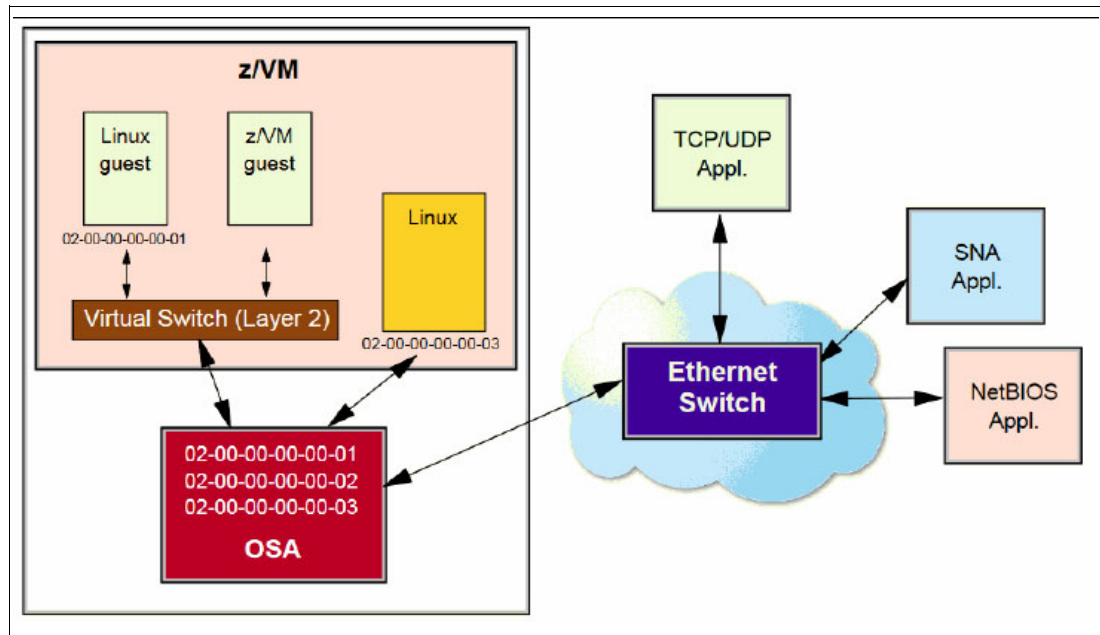 z/VM
Linux
guest
z/VM
guest
02-00-00-00-00-01
Linux
Virtual Switch (Layer 2)
02-00-00-00-00-03
02-00-00-00-00-01
02-00-00-00-00-02
02-00-00-00-00-03
OSA
TCP/UDP
Appl.
SNA
Appl.
Ethernet
Switch
NetBIOS
Appl.